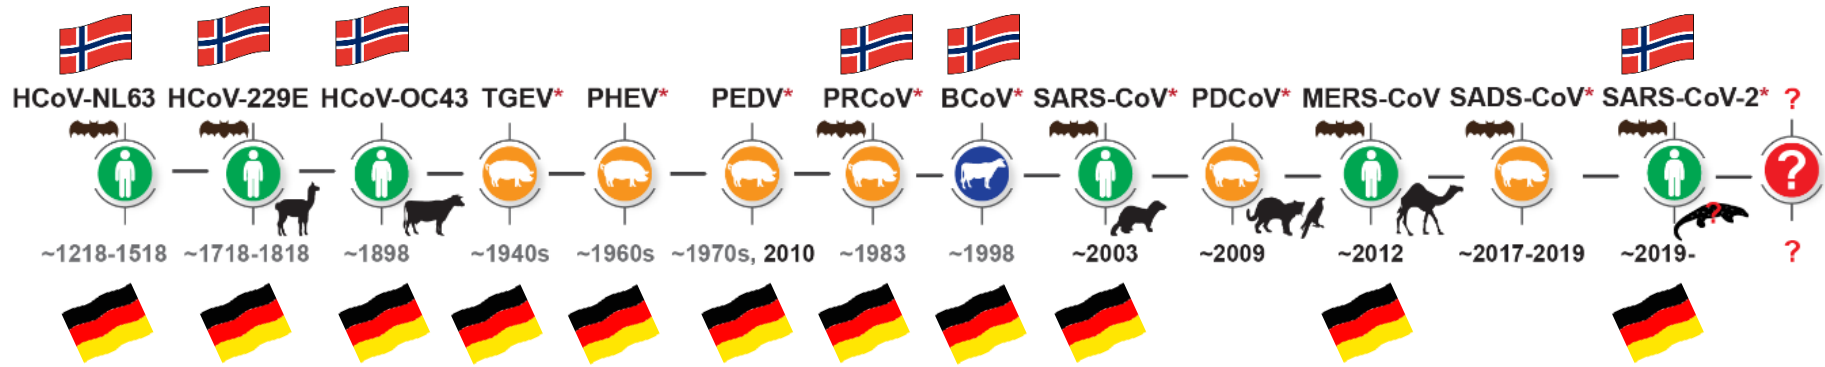 HCoV-NL63 HCoV-229E HCoV-OC43 TGEV* PHEV* PEDV* PRCoV* BCoV* SARS-CoV* PDCoV* MERS-CoV SADS-CoV* SARS-CoV-2* ?
?
?
~1218-1518 ~1718-1818 ~1898 ~1940s ~1960s ~1970s, 2010 ~1983 ~1998 ~2003 ~2009 ~2012 ~2017-2019 ~2019- ?